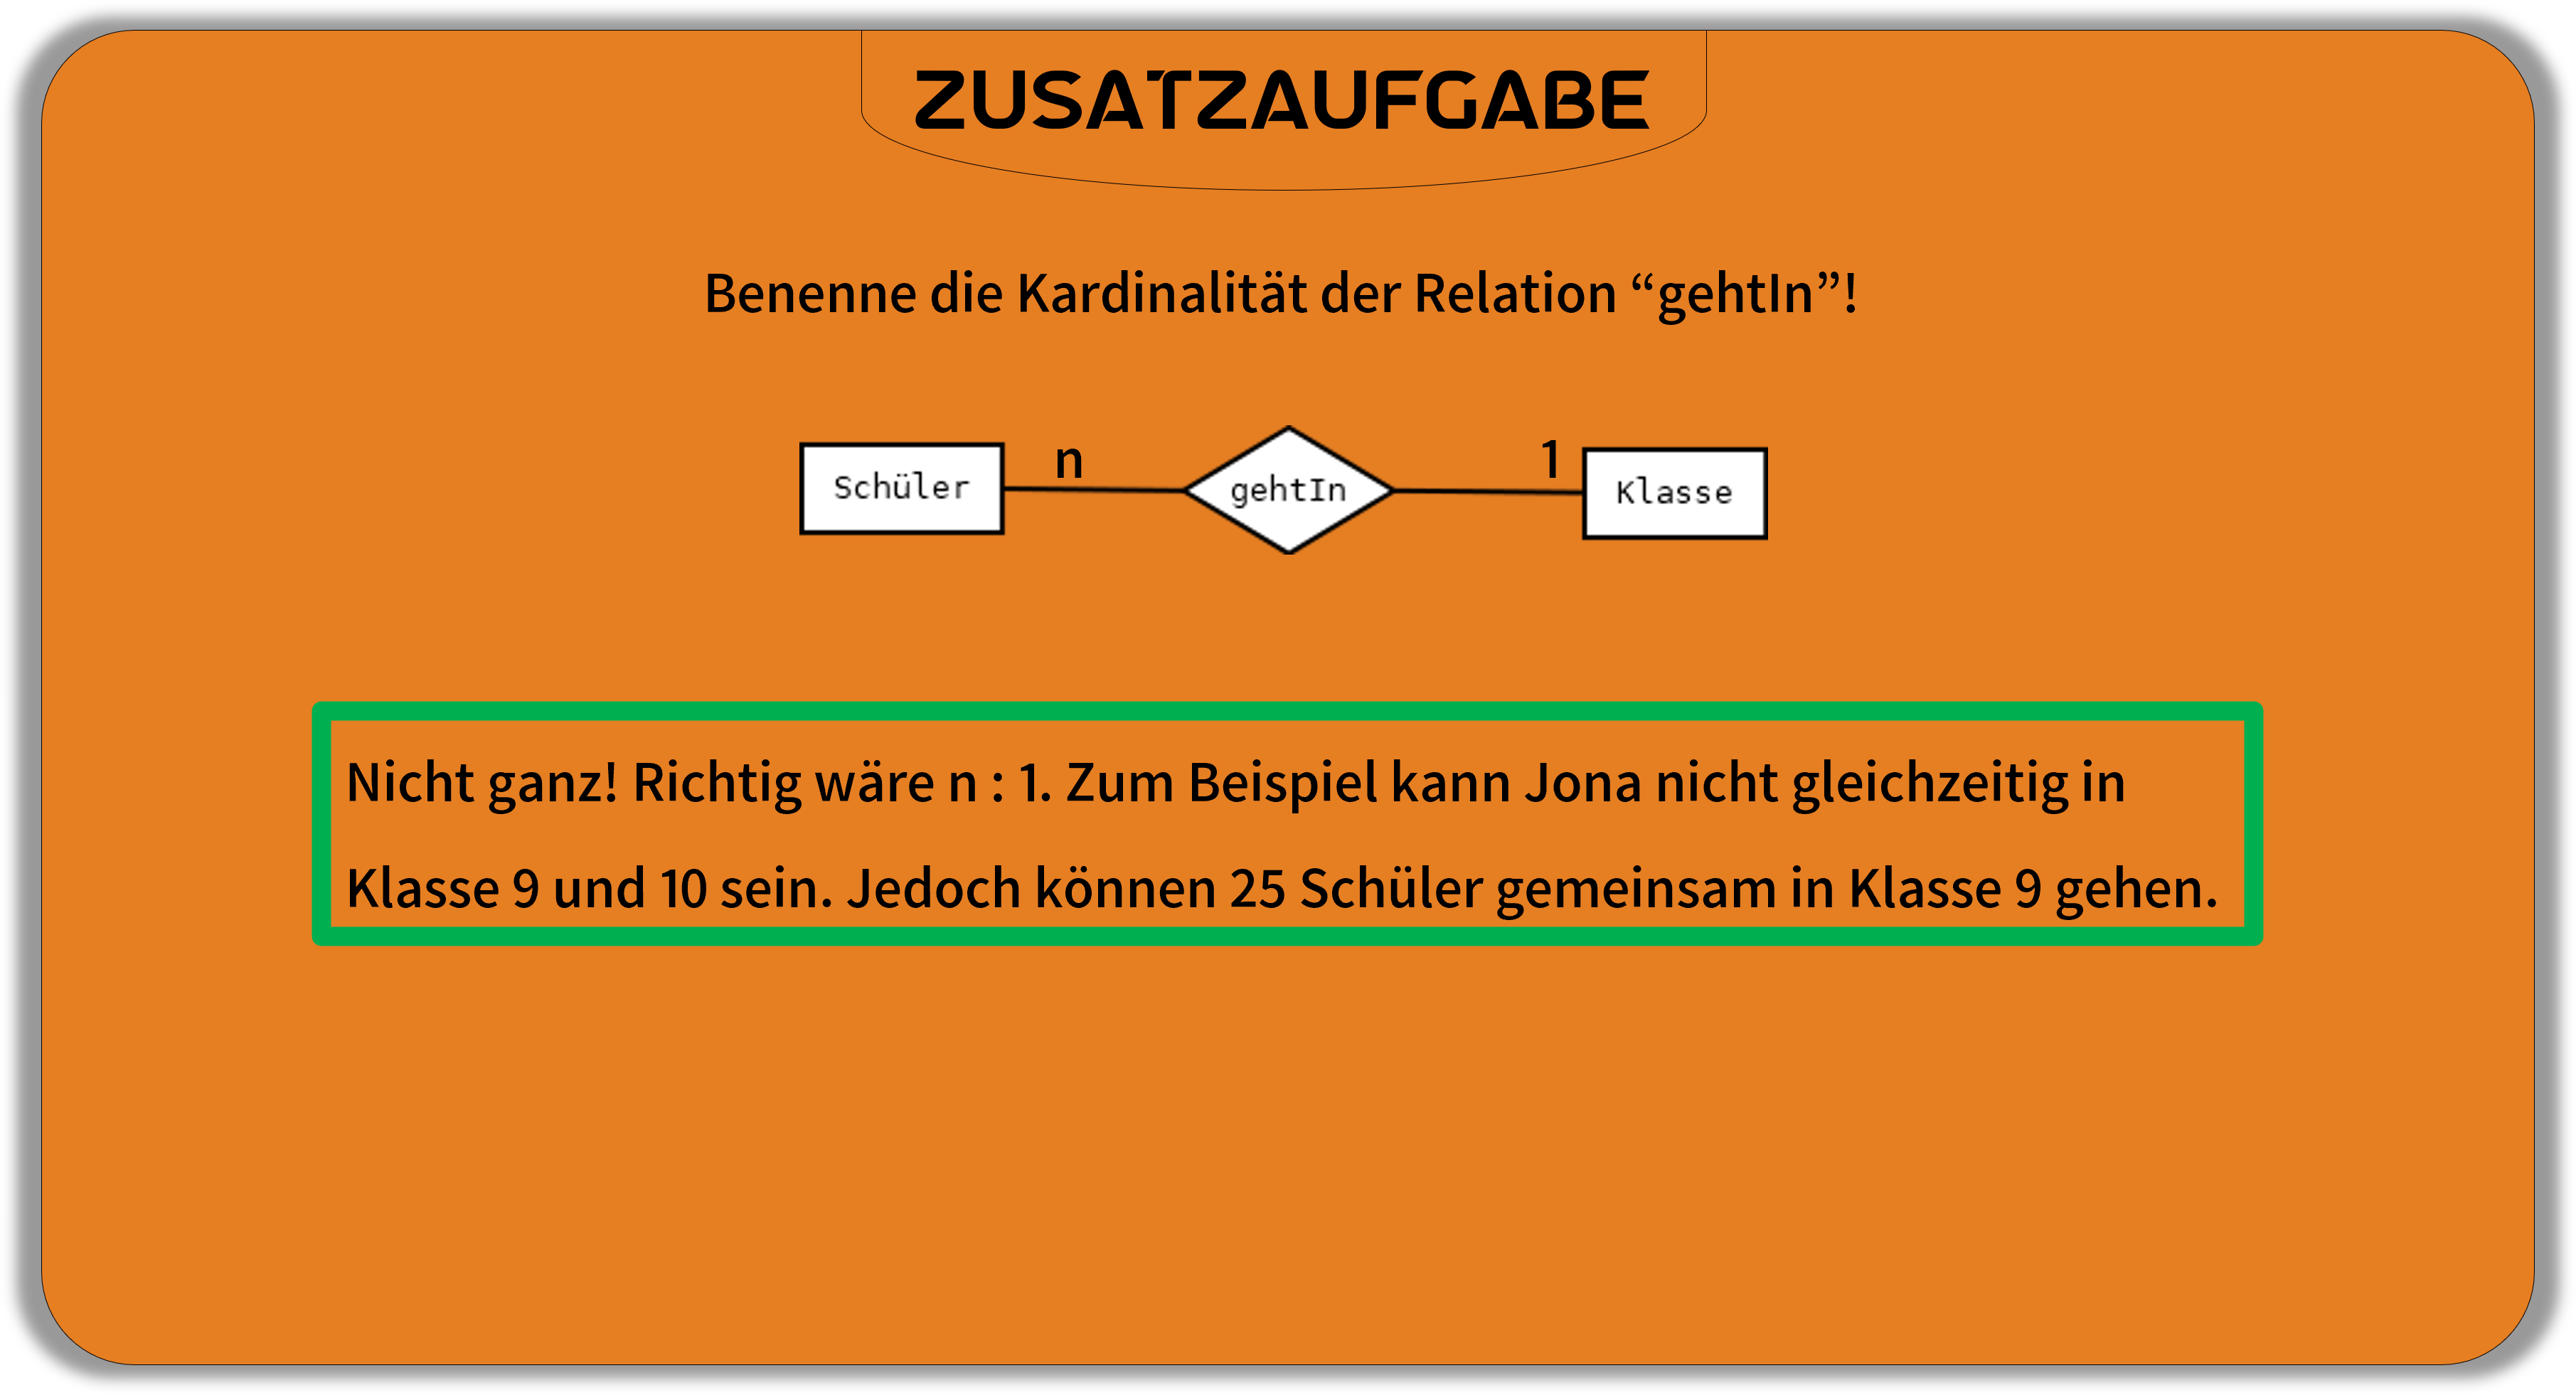 ZUSATZAUFGABE
Benenne die Kardinalität der Relation “gehtIn”!
n 1
Schüler gehtIn Klasse
Nicht ganz! Richtig wäre n : 1. Zum Beispiel kann Jona nicht gleichzeitig in
Klasse 9 und 10 sein. Jedoch können 25 Schüler gemeinsam in Klasse 9 gehen.